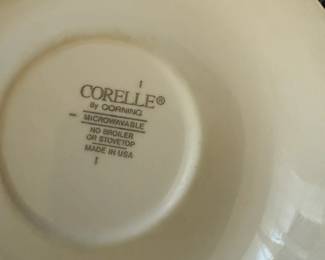 CORELLE®
By CORNING
MICROWAVABLE
NO BROILER
OR STOVETOP
MADE IN USA